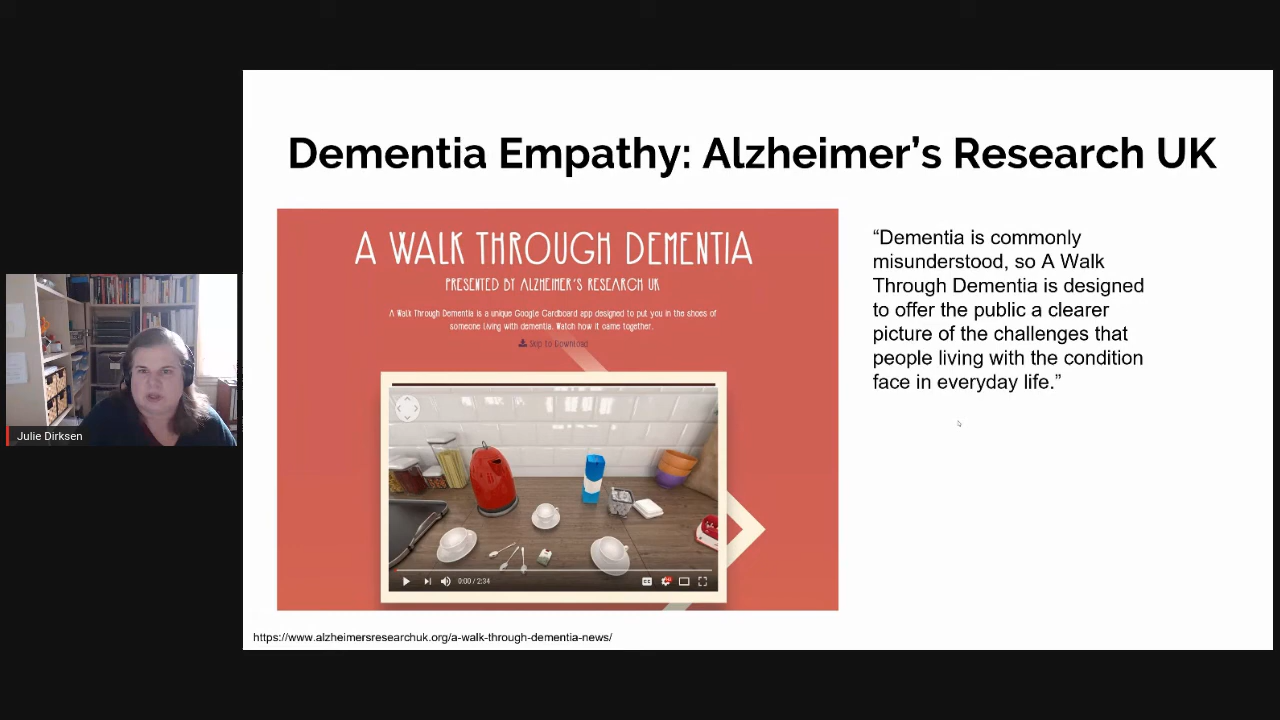 Dementia Empathy: Alzheimer’s Research UK
A WALK THROUGH DEMENTIA
PRESENTED BY ALZHEIMER'S RESEARCH UK
A Walk Through Dementia is a unique Google Cardboard app designed to put you in the shoes of
someone living with dementia. Watch how it came together.
Skip to Download
0:00 / 2:34
“Dementia is commonly
misunderstood, so A Walk
Through Dementia is designed
to offer the public a clearer
picture of the challenges that
people living with the condition
face in everyday life.”
Julie Dirksen
https://www.alzheimersresearchuk.org/a-walk-through-dementia-news/